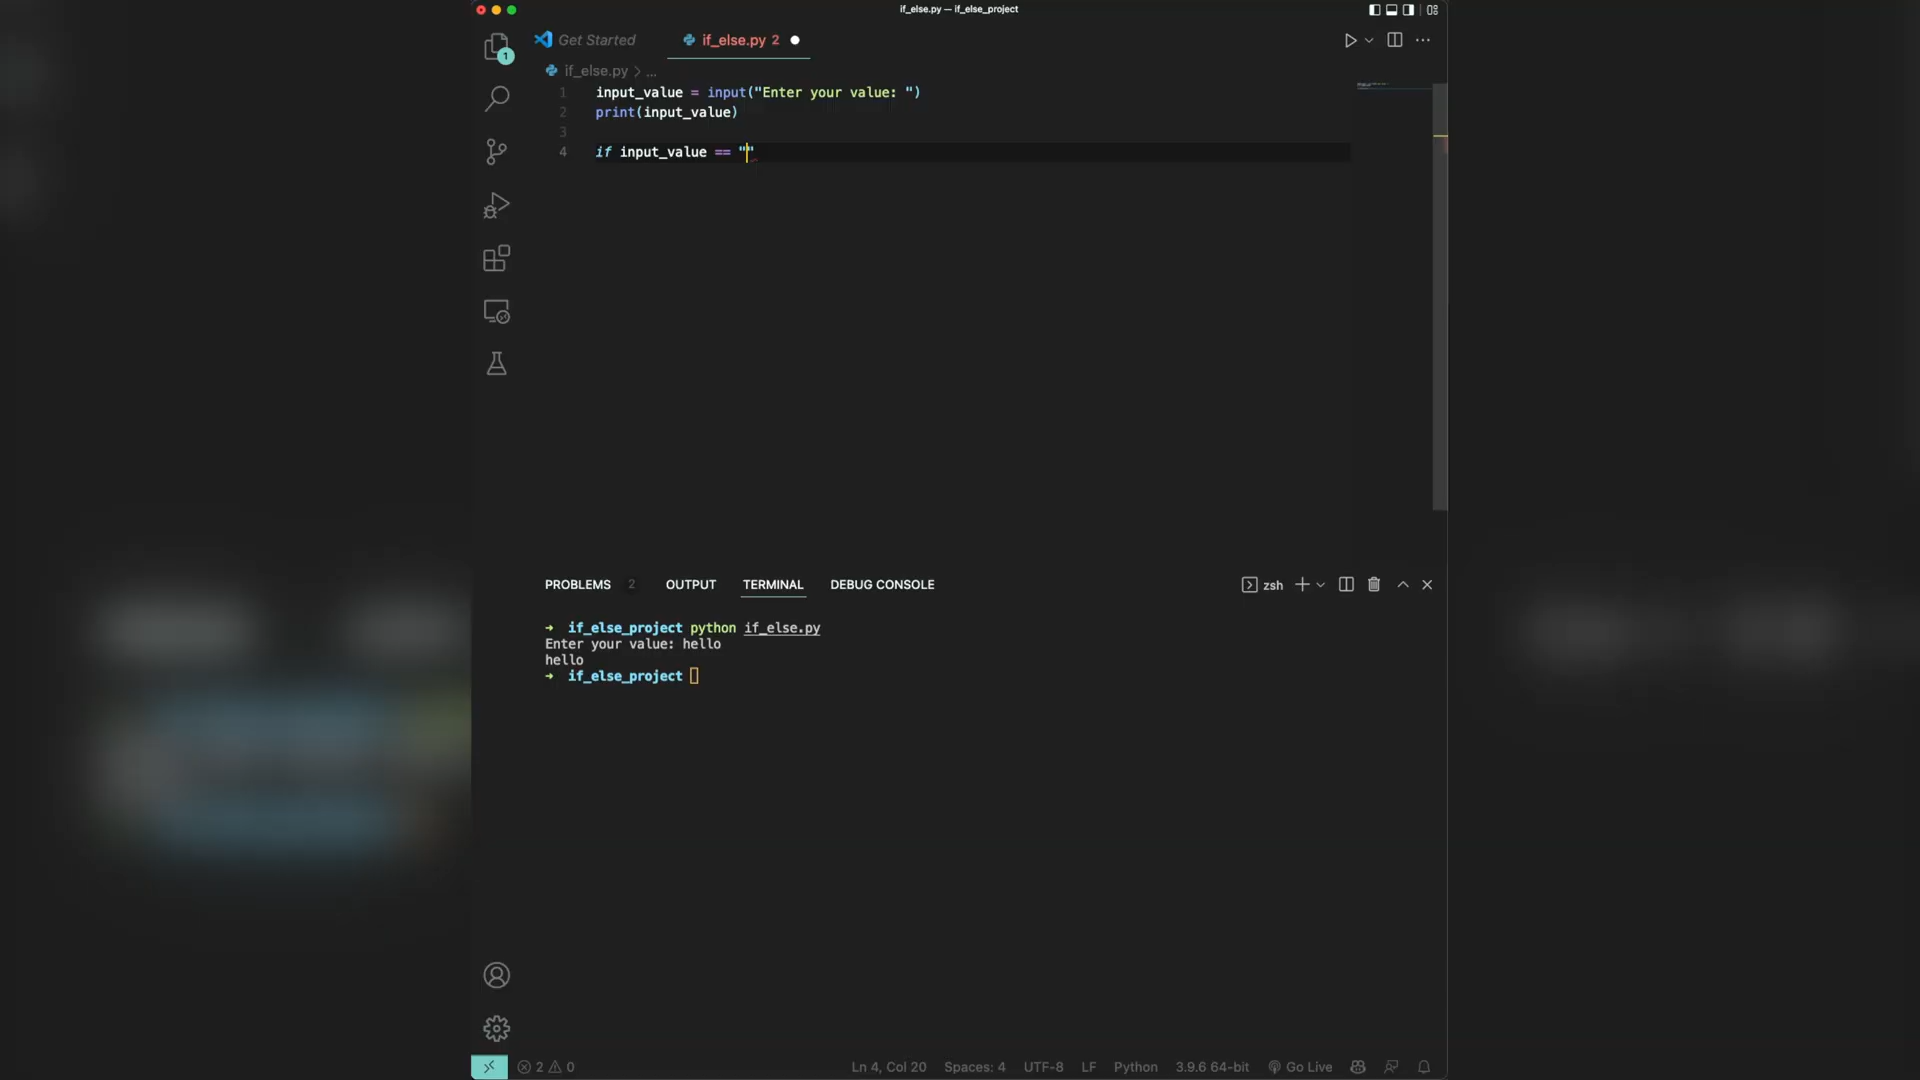 if_else.py — if_else_project
Get Started
if_else.py 2
1
if_else.py > ...
1 input_value = input("Enter your value: ")
2 print(input_value)
3
4 if input_value == ""
PROBLEMS 2 OUTPUT TERMINAL DEBUG CONSOLE zsh
→ if_else_project python if_else.py
Enter your value: hello
hello
→ if_else_project
2 0 Ln 4, Col 20 Spaces: 4 UTF-8 LF Python 3.9.6 64-bit Go Live